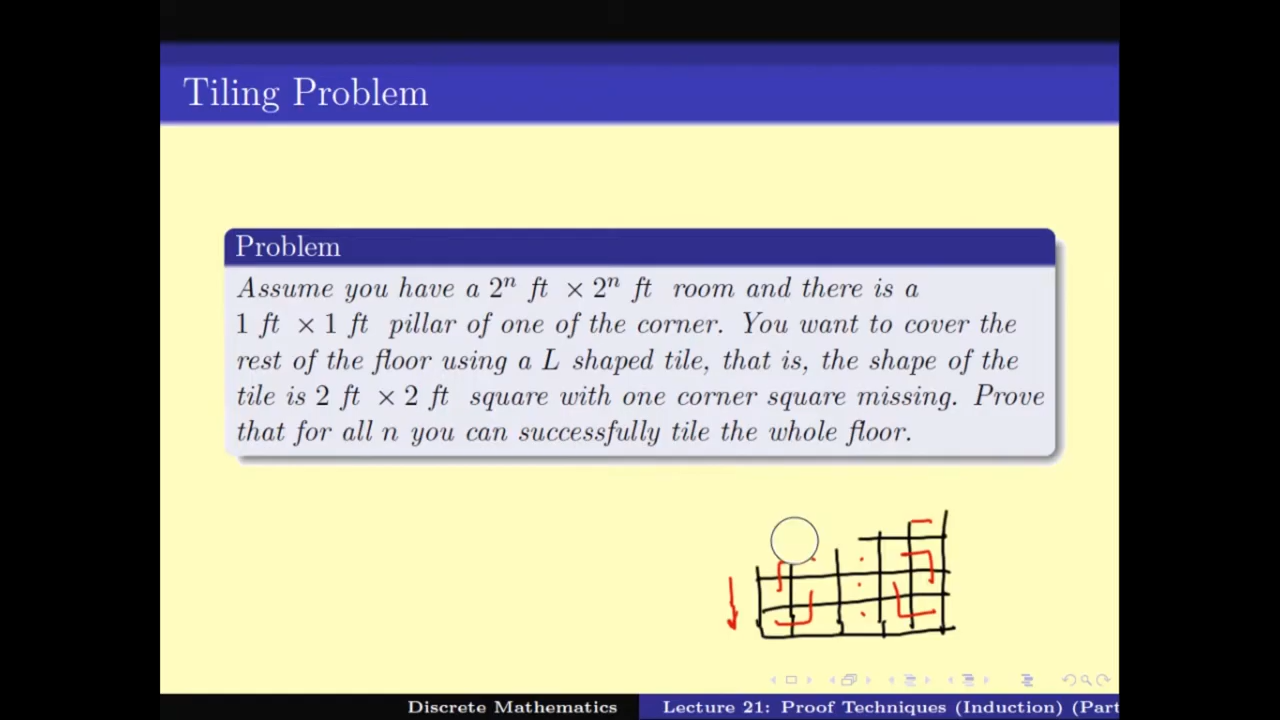 Tiling Problem
Problem
Assume you have a 2ⁿ ft × 2ⁿ ft room and there is a
1 ft × 1 ft pillar of one of the corner. You want to cover the
rest of the floor using a L shaped tile, that is, the shape of the
tile is 2 ft × 2 ft square with one corner square missing. Prove
that for all n you can successfully tile the whole floor.
Discrete Mathematics
Lecture 21: Proof Techniques (Induction) (Part